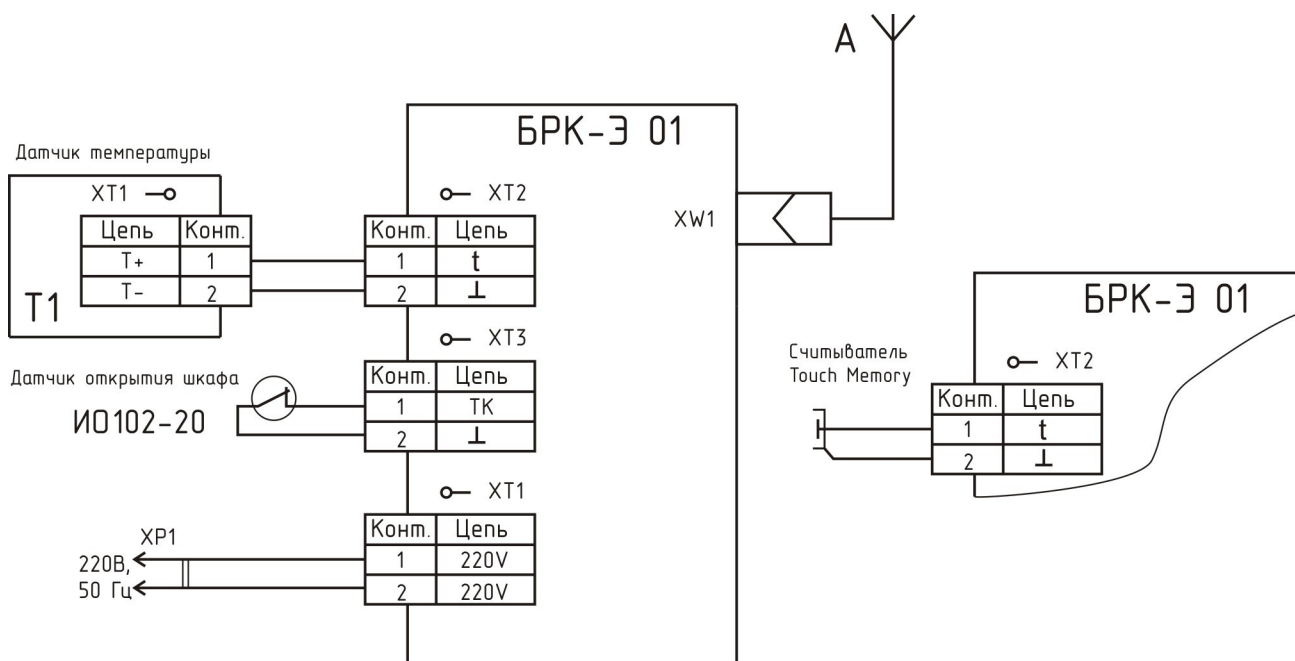 A
БРК-Э 01
Датчик температуры
XT1
Цепь Конт.
T+ 1
T- 2
T1
XT2
Конт. Цепь
1 t
2 ⊥
XW1
XT3
Датчик открытия шкафа
ИО102-20
Конт. Цепь
1 ТК
2 ⊥
XT1
Конт. Цепь
1 220V
2 220V
XP1
220В,
50 Гц
БРК-Э 01
Считыватель
Touch Memory
XT2
Конт. Цепь
1 t
2 ⊥